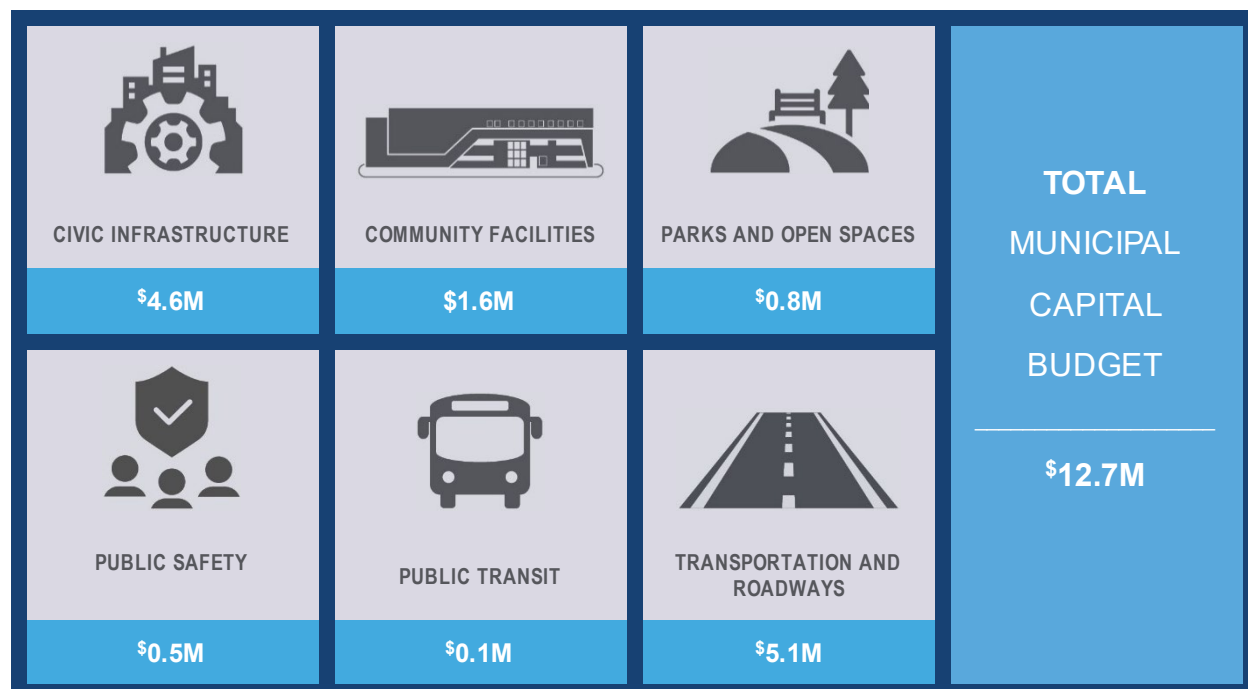 CIVIC INFRASTRUCTURE
$4.6M
COMMUNITY FACILITIES
$1.6M
PARKS AND OPEN SPACES
$0.8M
PUBLIC SAFETY
$0.5M
PUBLIC TRANSIT
$0.1M
TRANSPORTATION AND
ROADWAYS
$5.1M
TOTAL
MUNICIPAL
CAPITAL
BUDGET
$12.7M